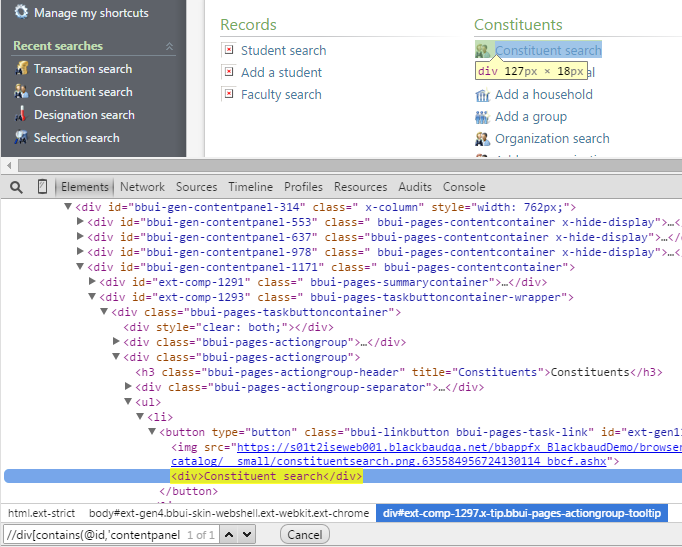 Manage my shortcuts
Recent searches
Transaction search
Constituent search
Designation search
Selection search
Records
Student search
Add a student
Faculty search
Constituents
Constituent search
div 127px × 18px
Add a household
Add a group
Organization search
Elements Network Sources Timeline Profiles Resources Audits Console
▼<div id="bbui-gen-contentpanel-314" class=" x-column" style="width: 762px;">
▶<div id="bbui-gen-contentpanel-553" class=" bbui-pages-contentcontainer x-hide-display">…</
▶<div id="bbui-gen-contentpanel-637" class=" bbui-pages-contentcontainer x-hide-display">…</
▶<div id="bbui-gen-contentpanel-978" class=" bbui-pages-contentcontainer x-hide-display">…</
▼<div id="bbui-gen-contentpanel-1171" class=" bbui-pages-contentcontainer">
▶<div id="ext-comp-1291" class=" bbui-pages-summarycontainer">…</div>
▼<div id="ext-comp-1293" class=" bbui-pages-taskbuttoncontainer-wrapper">
▼<div class="bbui-pages-taskbuttoncontainer">
<div style="clear: both;"></div>
▶<div class="bbui-pages-actiongroup">…</div>
▼<div class="bbui-pages-actiongroup">
<h3 class="bbui-pages-actiongroup-header" title="Constituents">Constituents</h3>
▶<div class="bbui-pages-actiongroup-separator">…</div>
▼<ul>
▼<li>
▼<button type="button" class="bbui-linkbutton bbui-pages-task-link" id="ext-gen11
<img src="https://s01t2iseweb001.blackbaudqa.net/bbappfx_BlackbaudDemo/browser
catalog/__small/constituentsearch.png.635584956724130114_bbcf.ashx">
<div>Constituent search</div>
</button>
html.ext-strict body#ext-gen4.bbui-skin-webshell.ext-webkit.ext-chrome div#ext-comp-1297.x-tip.bbui-pages-actiongroup-tooltip
//div[contains(@id,'contentpanel 1 of 1 Cancel